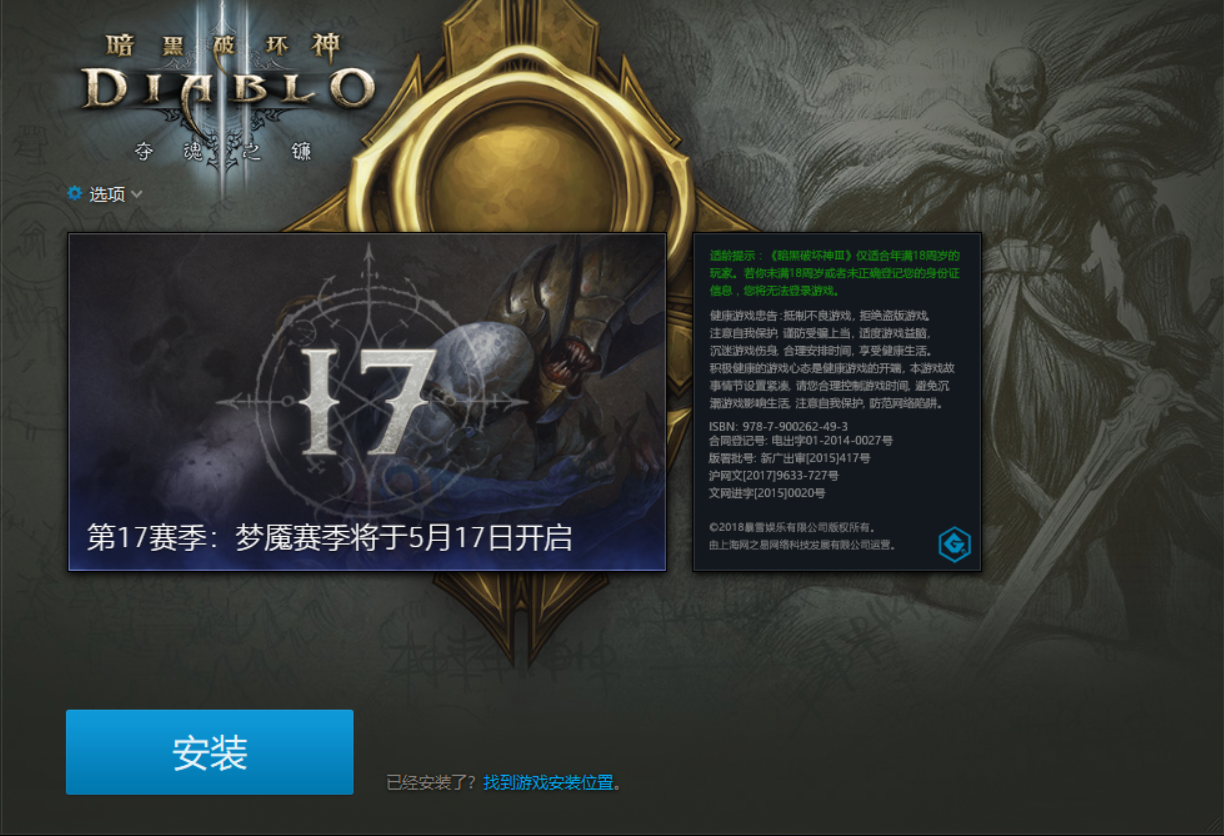 暗黑破坏神
DIABLO
夺魂之镰
选项
17
第17赛季：梦魇赛季将于5月17日开启
适龄提示：《暗黑破坏神III》仅适合年满18周岁的
玩家。若你未满18周岁或者未正确登记您的身份证
信息，您将无法登录游戏。
健康游戏忠告:抵制不良游戏, 拒绝盗版游戏。
注意自我保护, 谨防受骗上当, 适度游戏益脑,
沉迷游戏伤身, 合理安排时间, 享受健康生活。
积极健康的游戏心态是健康游戏的开端, 本游戏故
事情节设置紧凑, 请您合理控制游戏时间, 避免沉
溺游戏影响生活, 注意自我保护, 防范网络陷阱。
ISBN: 978-7-900262-49-3
合同登记号: 电出字01-2014-0027号
版署批号: 新广出审[2015]417号
沪网文[2017]9633-727号
文网进字[2015]0020号
©2018暴雪娱乐有限公司版权所有。
由上海网之易网络科技发展有限公司运营。
安装
已经安装了？找到游戏安装位置。